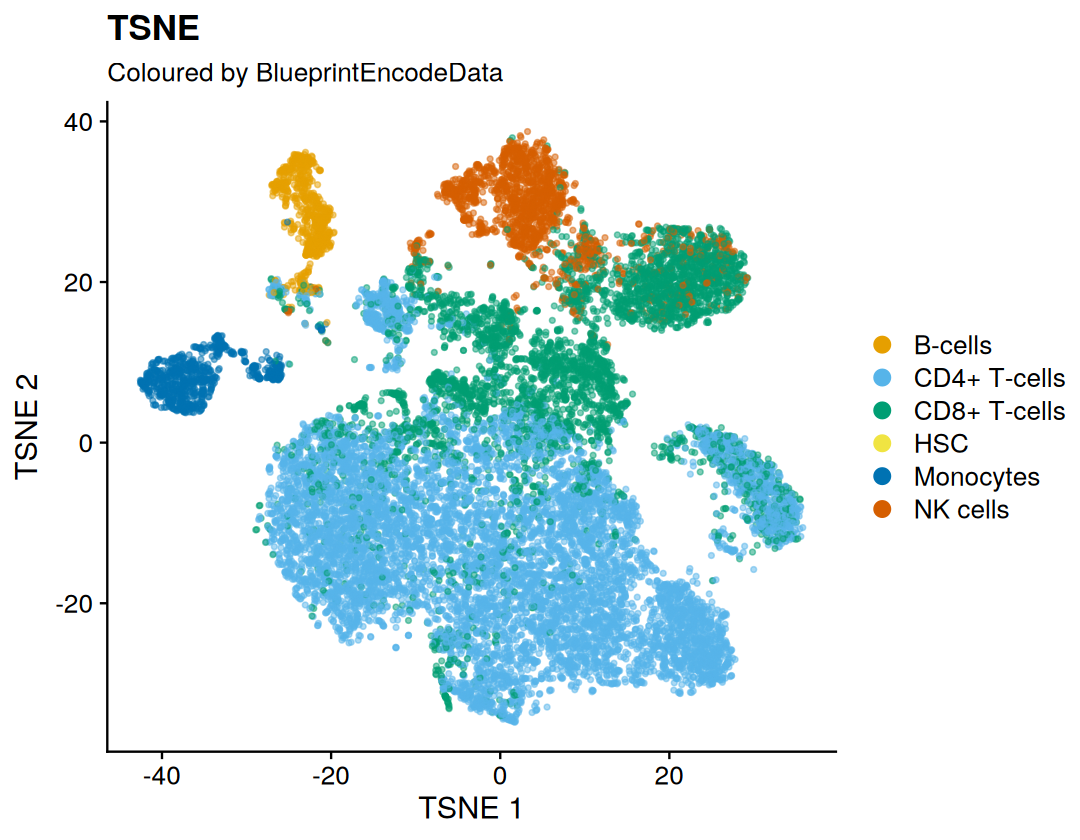 TSNE
Coloured by BlueprintEncodeData
40
20
0
-20
TSNE 2
-40
-20
0
20
TSNE 1
B-cells
CD4+ T-cells
CD8+ T-cells
HSC
Monocytes
NK cells